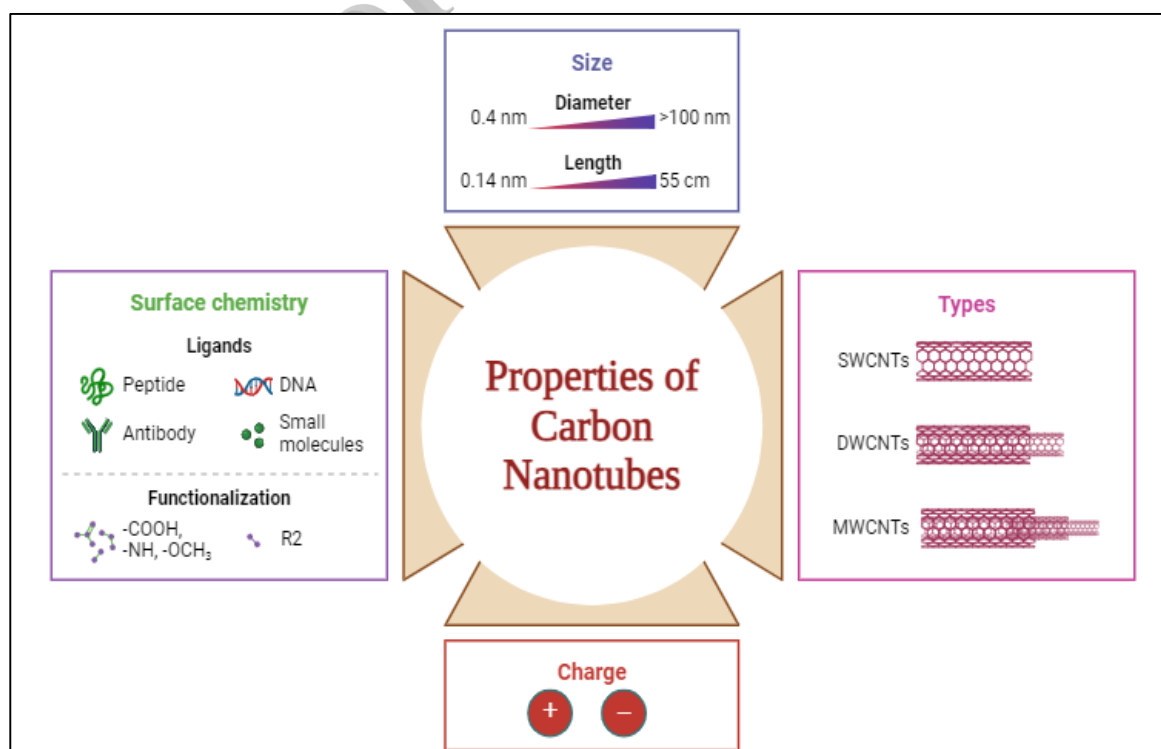 Size
Diameter
0.4 nm >100 nm
Length
0.14 nm 55 cm
Surface chemistry
Ligands
Peptide DNA
Antibody Small
molecules
Functionalization
-COOH,
-NH, -OCH₃ R2
Properties of
Carbon
Nanotubes
Types
SWCNTs
DWCNTs
MWCNTs
Charge
+ −